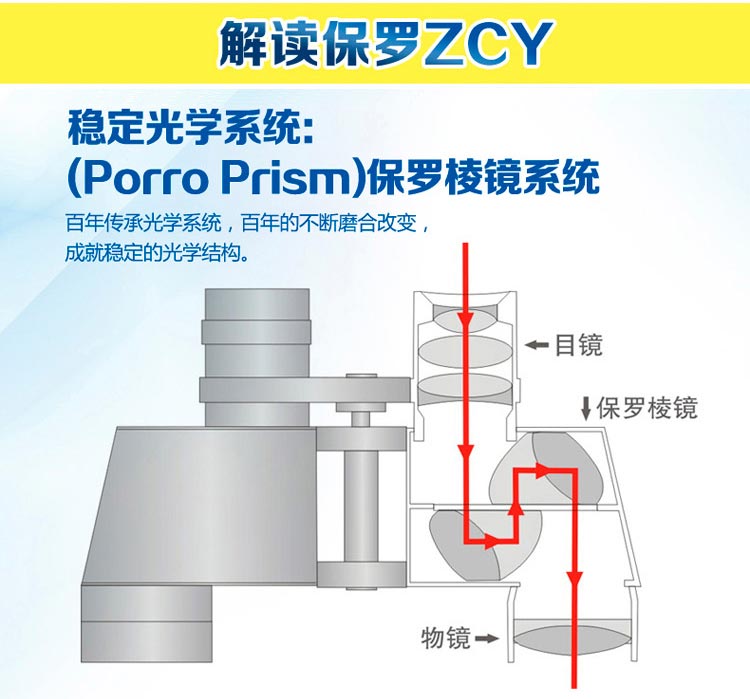 解读保罗ZCY
稳定光学系统:
(Porro Prism)保罗棱镜系统
百年传承光学系统，百年的不断磨合改变，
成就稳定的光学结构。
目镜
保罗棱镜
物镜